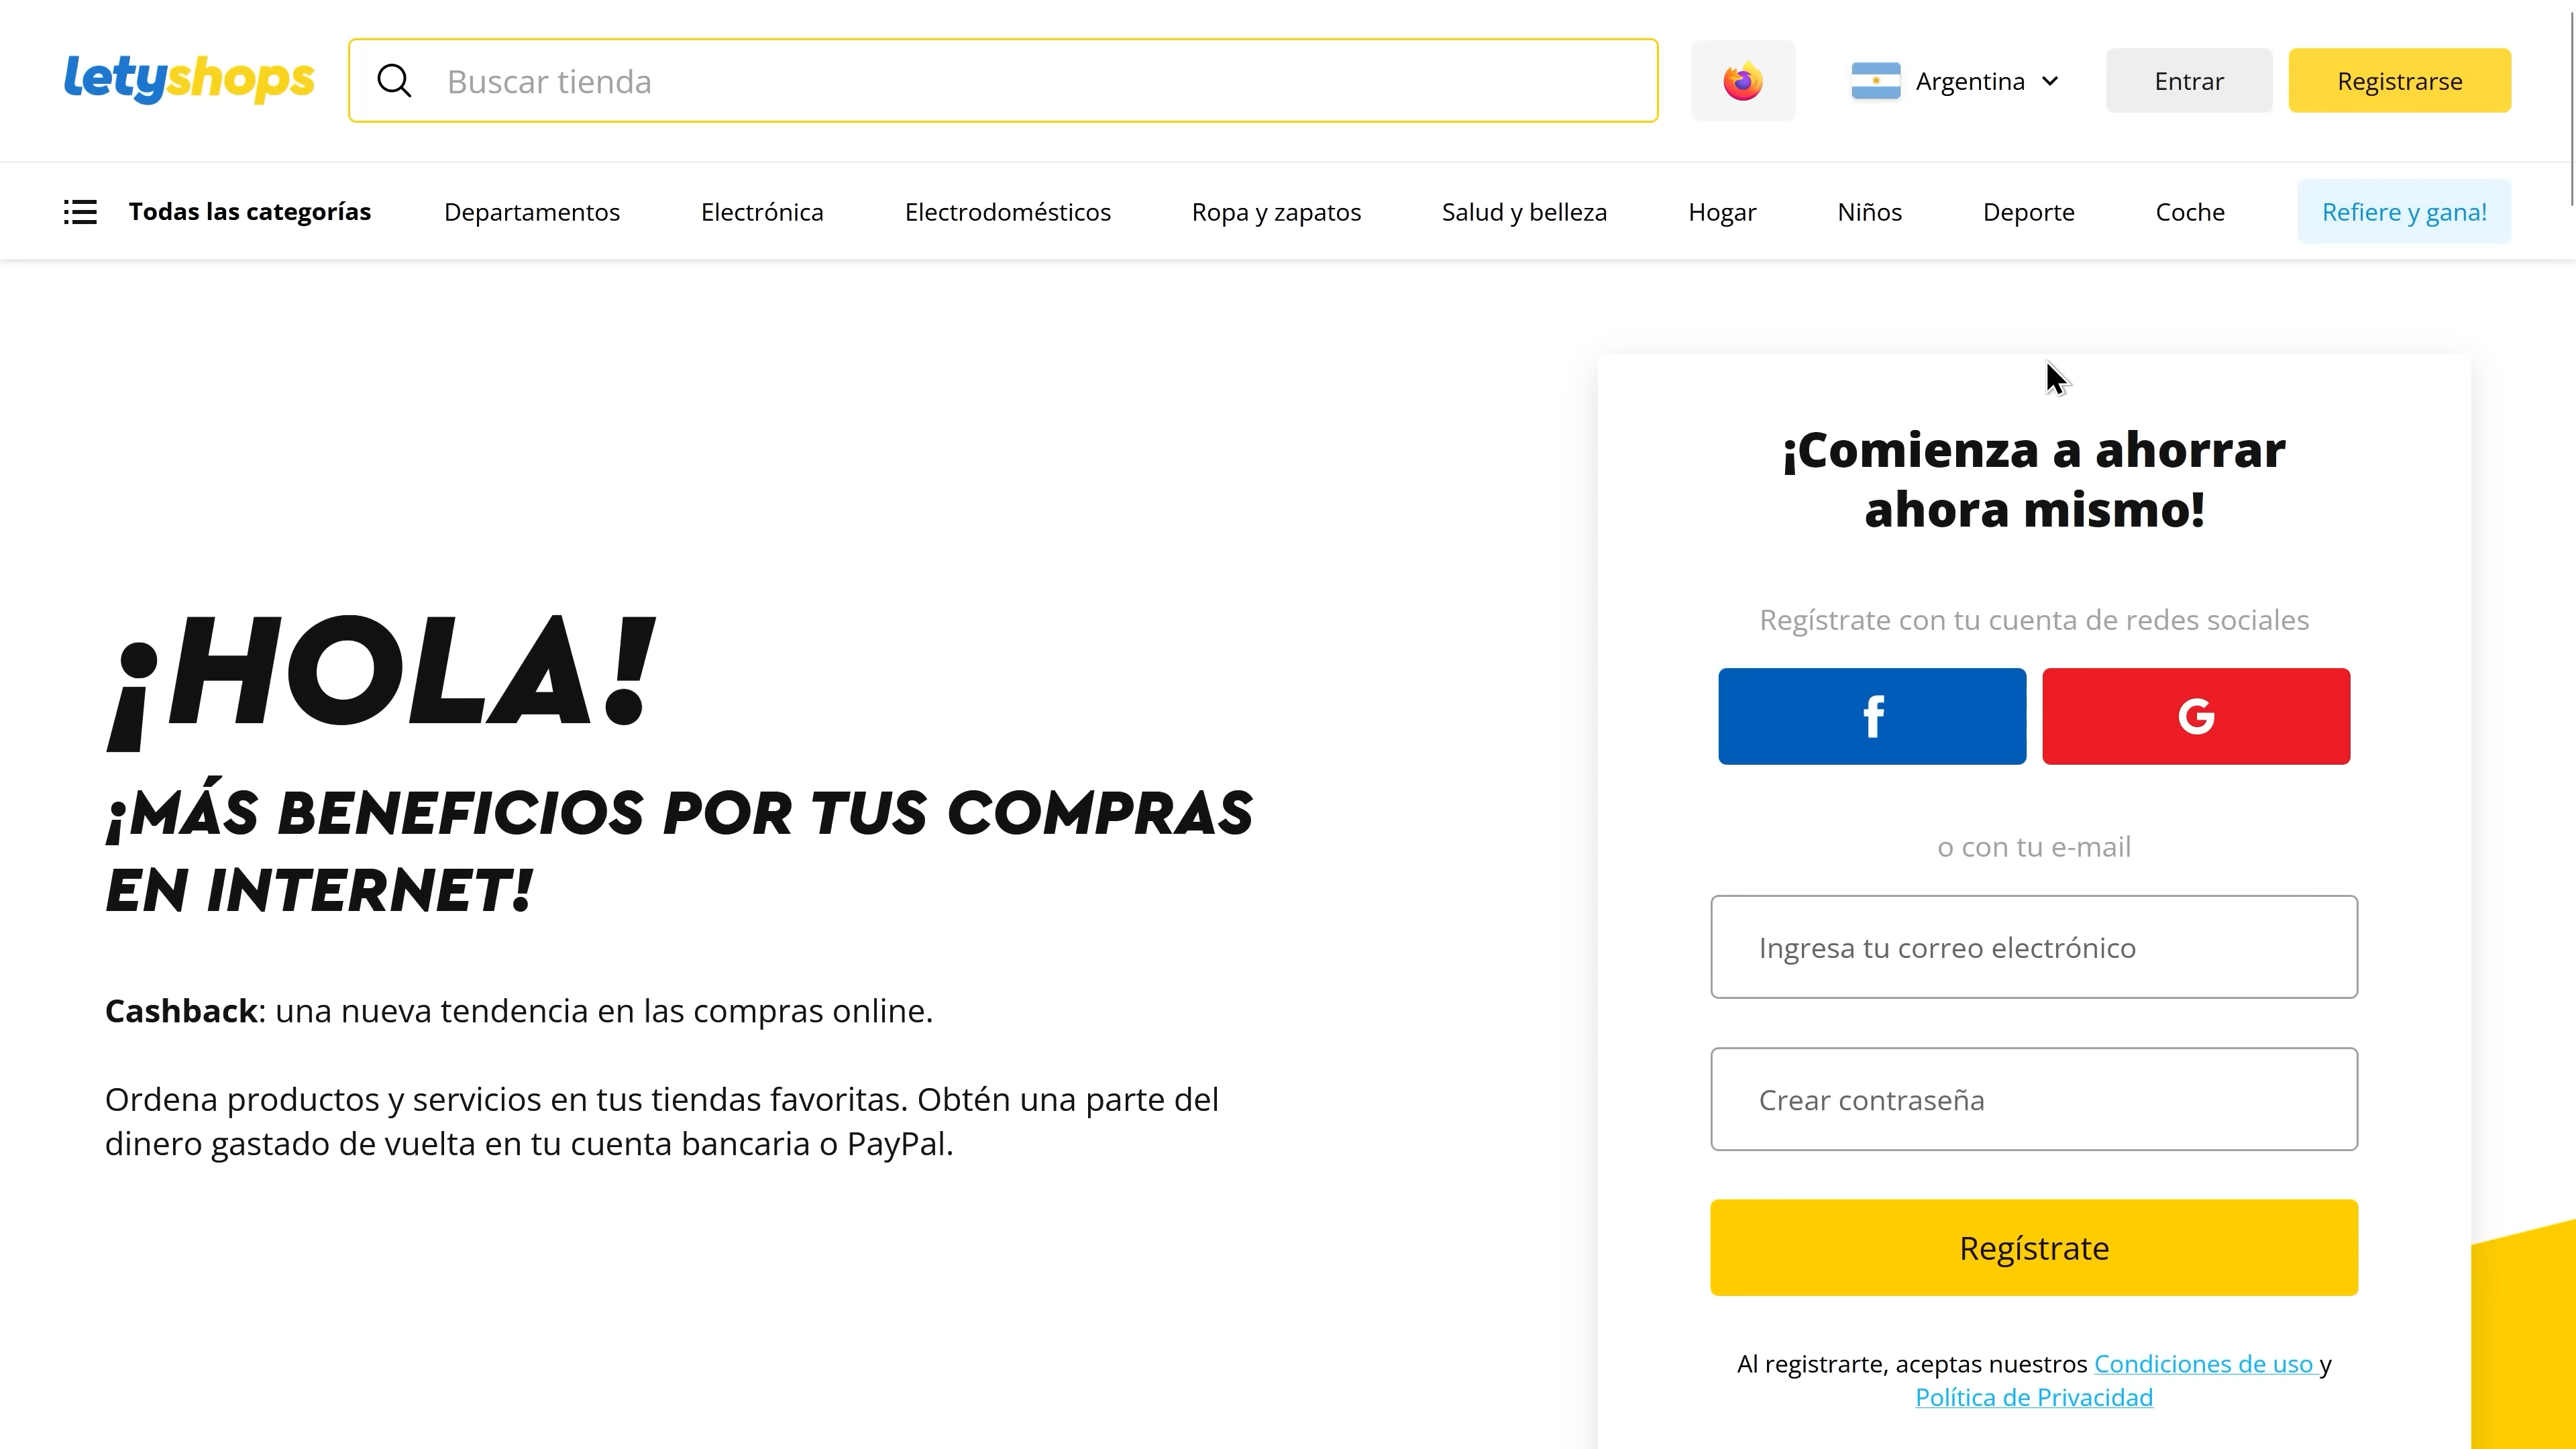 letyshops
Buscar tienda
Argentina
Entrar
Registrarse
Todas las categorías
Departamentos
Electrónica
Electrodomésticos
Ropa y zapatos
Salud y belleza
Hogar
Niños
Deporte
Coche
Refiere y gana!
¡HOLA!
¡MÁS BENEFICIOS POR TUS COMPRAS
EN INTERNET!
Cashback: una nueva tendencia en las compras online.
Ordena productos y servicios en tus tiendas favoritas. Obtén una parte del
dinero gastado de vuelta en tu cuenta bancaria o PayPal.
¡Comienza a ahorrar
ahora mismo!
Regístrate con tu cuenta de redes sociales
f
G
o con tu e-mail
Ingresa tu correo electrónico
Crear contraseña
Regístrate
Al registrarte, aceptas nuestros Condiciones de uso y
Política de Privacidad